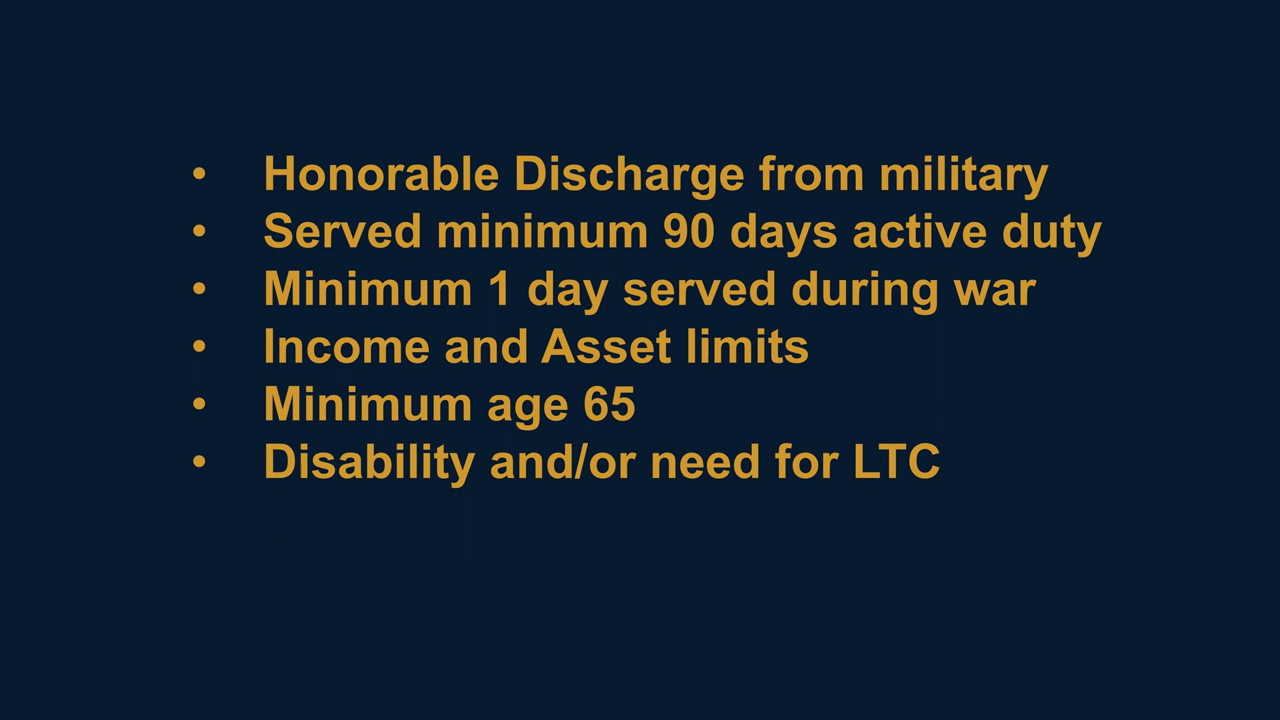 • Honorable Discharge from military
• Served minimum 90 days active duty
• Minimum 1 day served during war
• Income and Asset limits
• Minimum age 65
• Disability and/or need for LTC